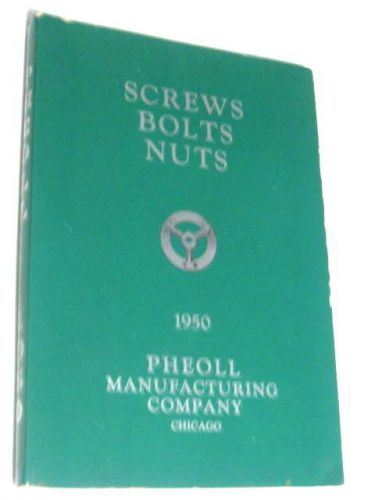 SCREWS
BOLTS
NUTS
1950
PHEOLL
MANUFACTURING
COMPANY
CHICAGO